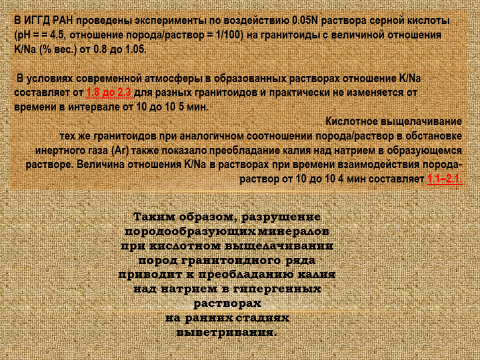 В ИГГД РАН проведены эксперименты по воздействию 0.05N раствора серной кислоты
(pH = = 4.5, отношение порода/раствор = 1/100) на гранитоиды с величиной отношения
K/Na (% вес.) от 0.8 до 1.05.
В условиях современной атмосферы в образованных растворах отношение K/Na
составляет от 1.8 до 2.3 для разных гранитоидов и практически не изменяется от
времени в интервале от 10 до 10 5 мин.
Кислотное выщелачивание
тех же гранитоидов при аналогичном соотношении порода/раствор в обстановке
инертного газа (Ar) также показало преобладание калия над натрием в образующемся
растворе. Величина отношения K/Na в растворах при времени взаимодействия порода-
раствор от 10 до 10 4 мин составляет 1.1–2.1.
Таким образом, разрушение
породообразующих минералов
при кислотном выщелачивании
пород гранитоидного ряда
приводит к преобладанию калия
над натрием в гипергенных
растворах
на ранних стадиях
выветривания.